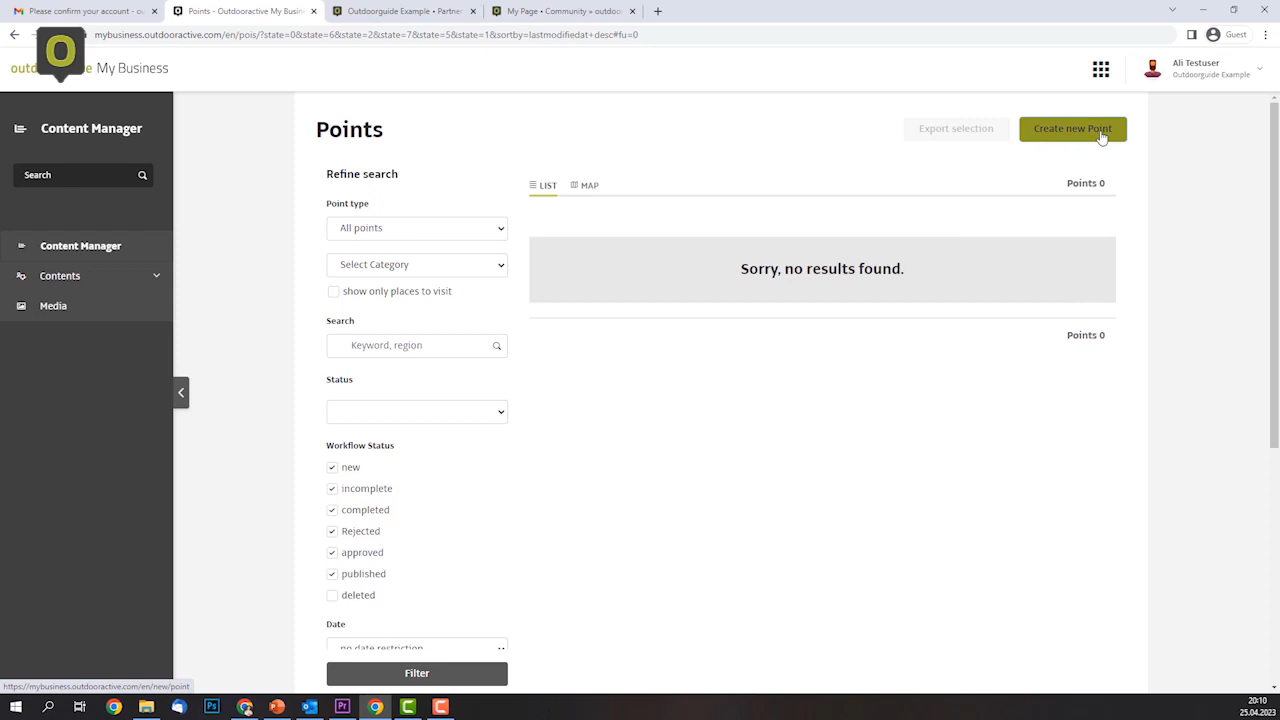 Please confirm your account - ou
Points - Outdooractive My Busin
Outdoorguide Example • Partner
My Page • Community » outdoor
mybusiness.outdooractive.com/en/pois/?state=0&state=6&state=2&state=7&state=5&state=1&sortby=lastmodifiedat+desc#fu=0
Guest
O
My Business
Ali Testuser
Outdoorguide Example
Content Manager
Search
Content Manager
Contents
Media
Points
Export selection
Create new Point
Refine search
LIST
MAP
Points 0
Point type
All points
Select Category
show only places to visit
Sorry, no results found.
Search
Keyword, region
Points 0
Status
Workflow Status
new
incomplete
completed
Rejected
approved
published
deleted
Date
no date restriction
Filter
https://mybusiness.outdooractive.com/en/new/point
20:10
25.04.2023